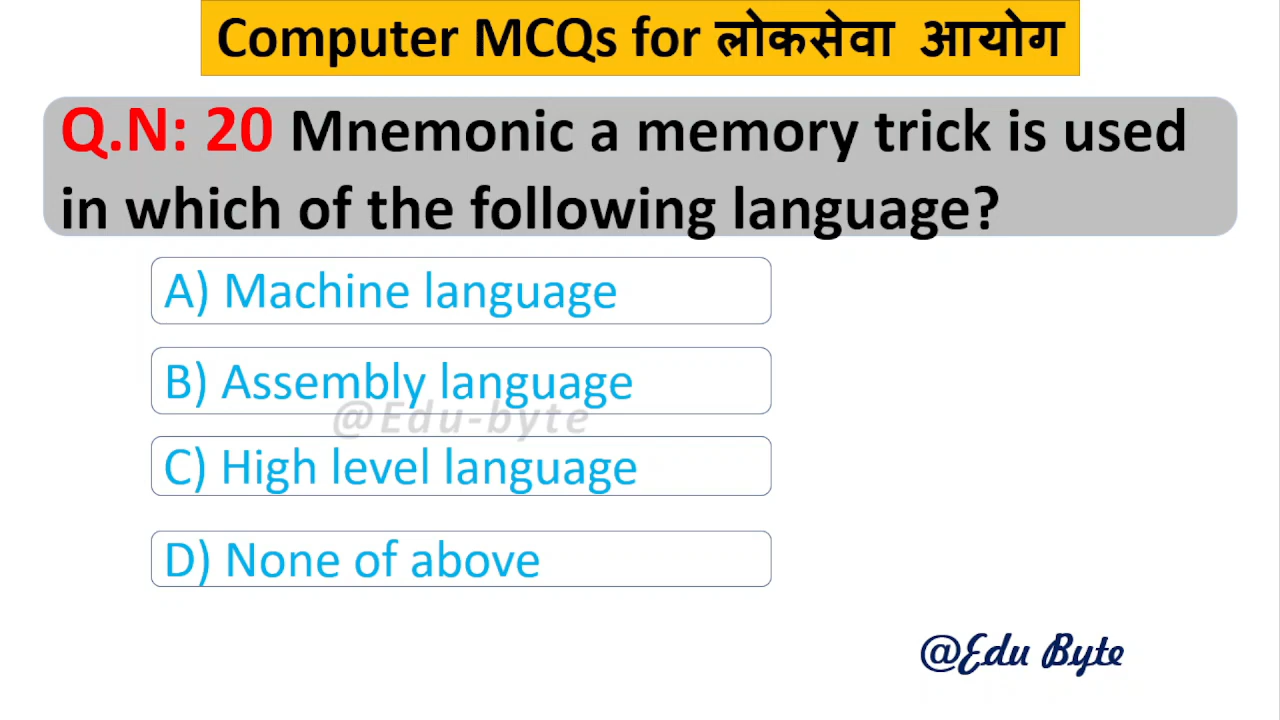 Computer MCQs for लोकसेवा आयोग
Q.N: 20 Mnemonic a memory trick is used
in which of the following language?
A) Machine language
B) Assembly language
@Edu-byte
C) High level language
D) None of above
@Edu Byte